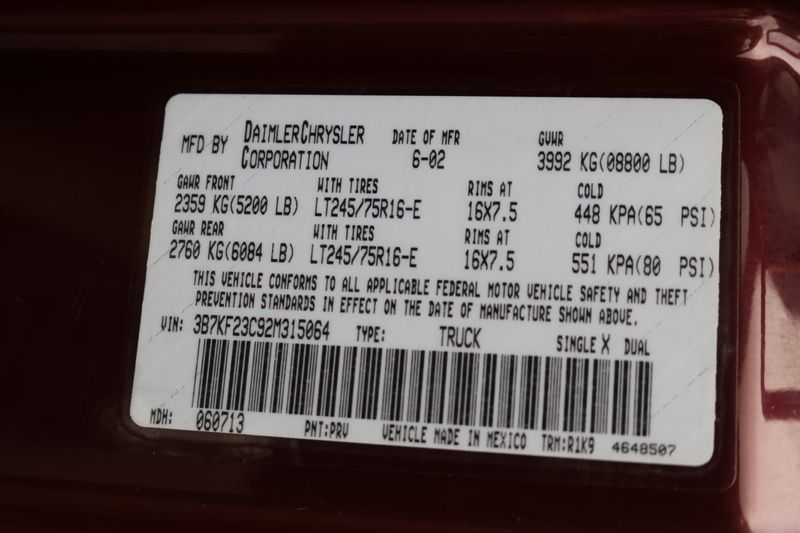 MFD BY DAIMLERCHRYSLER CORPORATION DATE OF MFR 6-02 GVWR 3992 KG(08800 LB)
GAWR FRONT WITH TIRES RIMS AT COLD
2359 KG(5200 LB) LT245/75R16-E 16X7.5 448 KPA(65 PSI)
GAWR REAR WITH TIRES RIMS AT COLD
2760 KG(6084 LB) LT245/75R16-E 16X7.5 551 KPA(80 PSI)
THIS VEHICLE CONFORMS TO ALL APPLICABLE FEDERAL MOTOR VEHICLE SAFETY AND THEFT
PREVENTION STANDARDS IN EFFECT ON THE DATE OF MANUFACTURE SHOWN ABOVE.
VIN: 3B7KF23C92M315064 TYPE: TRUCK SINGLE X DUAL
MDH: 060713 PNT:PRV VEHICLE MADE IN MEXICO TRM:R1K9 4648507